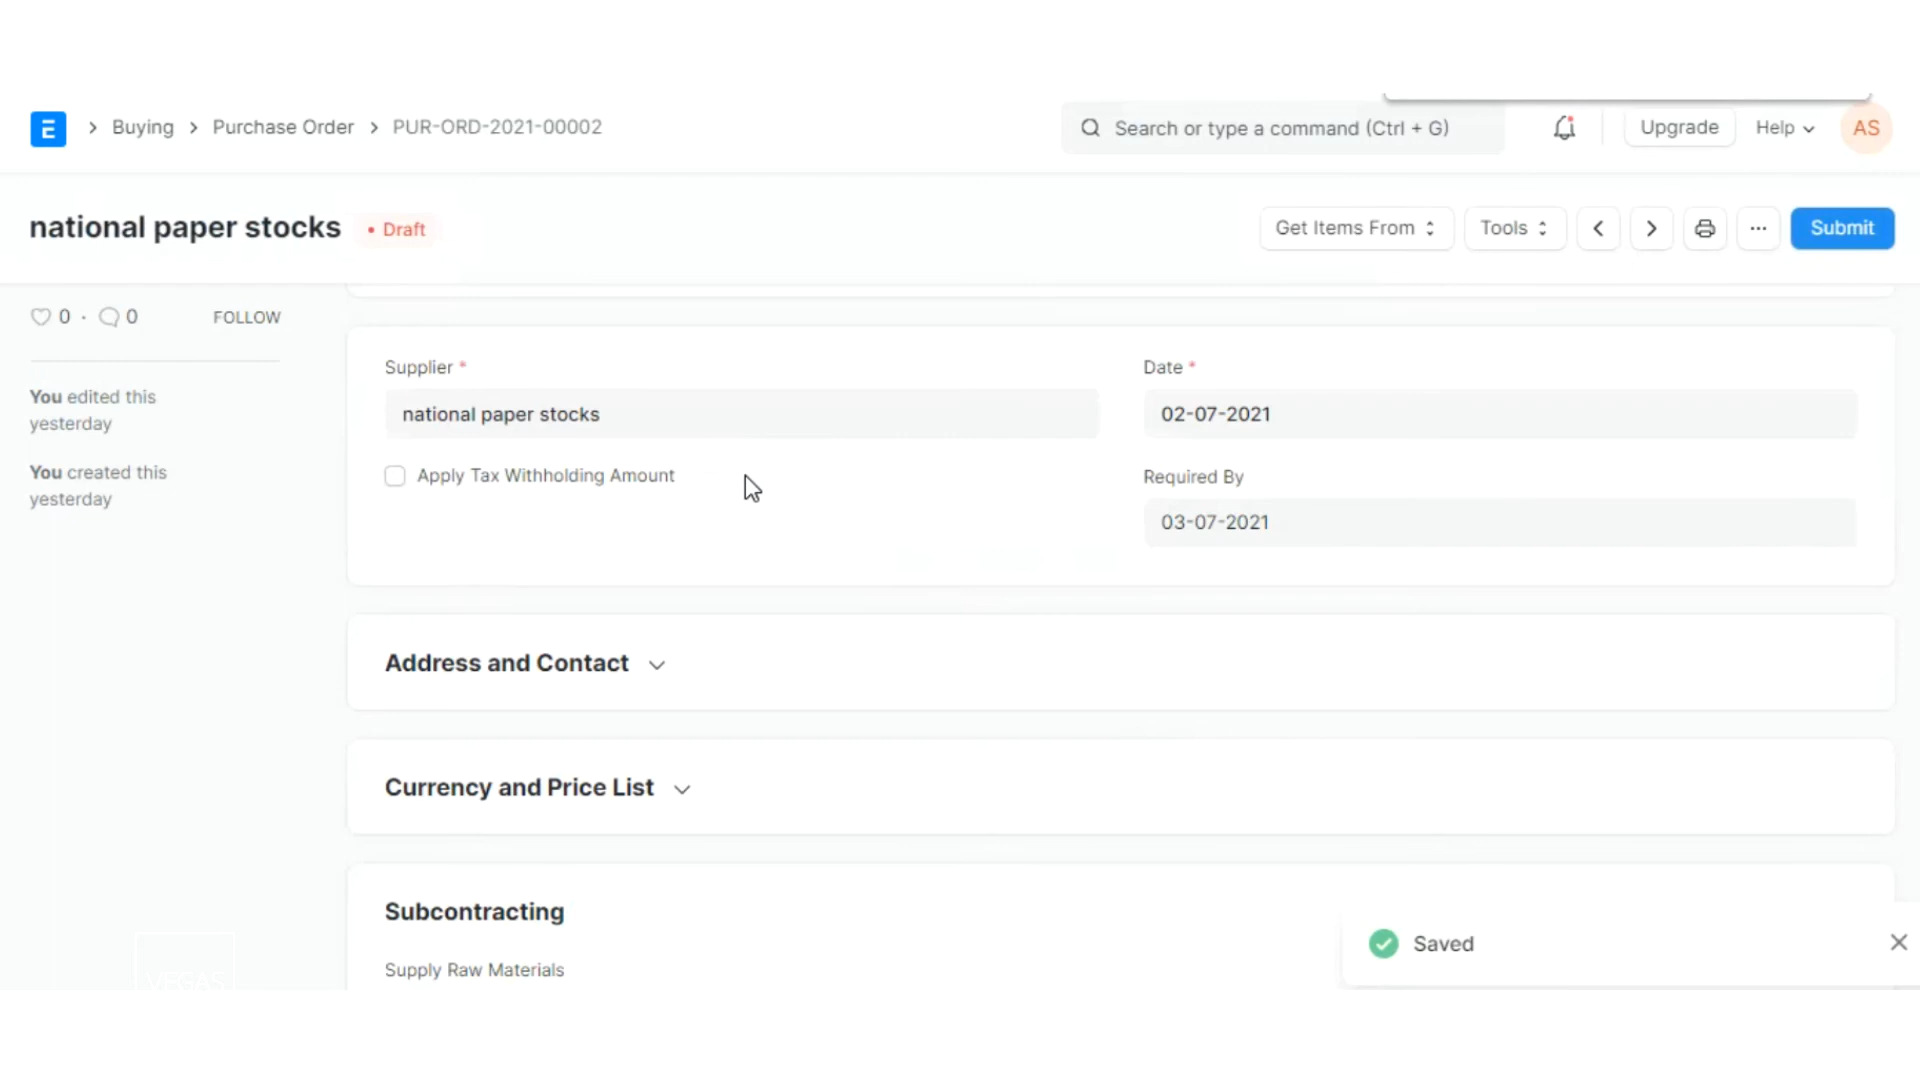 E > Buying > Purchase Order > PUR-ORD-2021-00002
Search or type a command (Ctrl + G)
Upgrade
Help
AS
national paper stocks
• Draft
Get Items From
Tools
Submit
0 · 0
FOLLOW
You edited this
yesterday
You created this
yesterday
Supplier *
national paper stocks
Apply Tax Withholding Amount
Date *
02-07-2021
Required By
03-07-2021
Address and Contact
Currency and Price List
Subcontracting
Supply Raw Materials
Saved
VEGAS